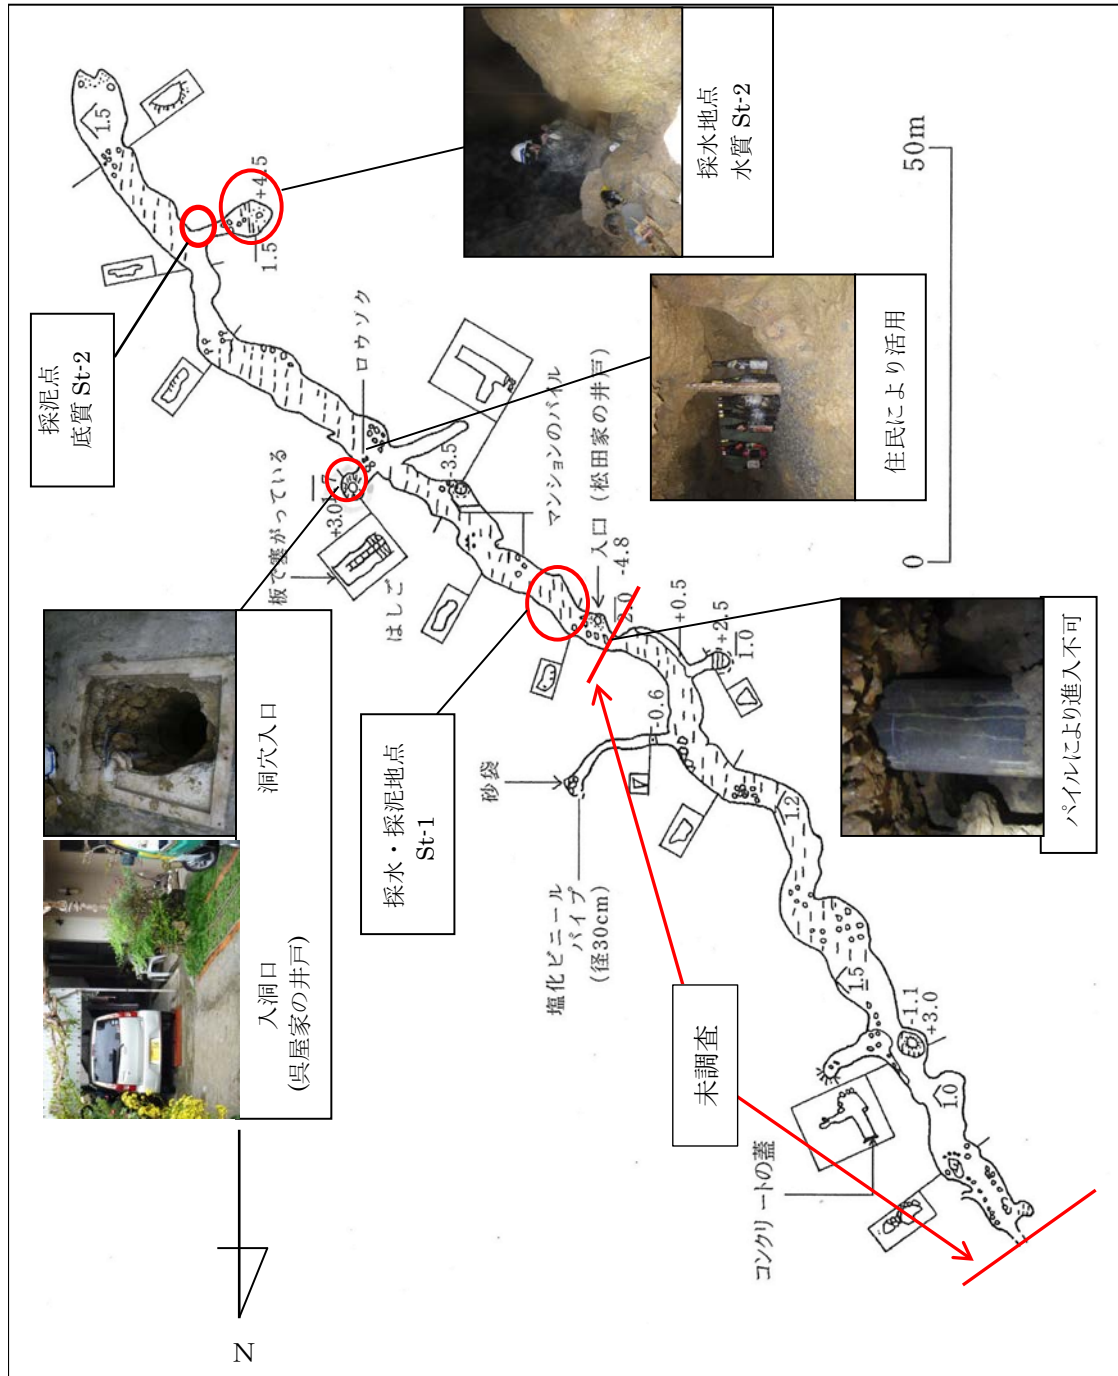 N
入洞口
(呉屋家の井戸)
洞穴入口
採泥点
底質 St-2
1.5
板で塞がっている
+3.0
はしご
ロウソク
1.5
+4.5
採水・採泥地点
St-1
砂袋
塩化ビニール
パイプ
(径30cm)
-0.6
-3.5
マンションのパイル
入口 (松田家の井戸)
-4.8
2.0
+0.5
+2.5
1.0
採水地点
水質 St-2
住民により活用
未調査
コンクリートの蓋
1.2
1.5
-1.1
+3.0
1.0
パイルにより進入不可
0
50m